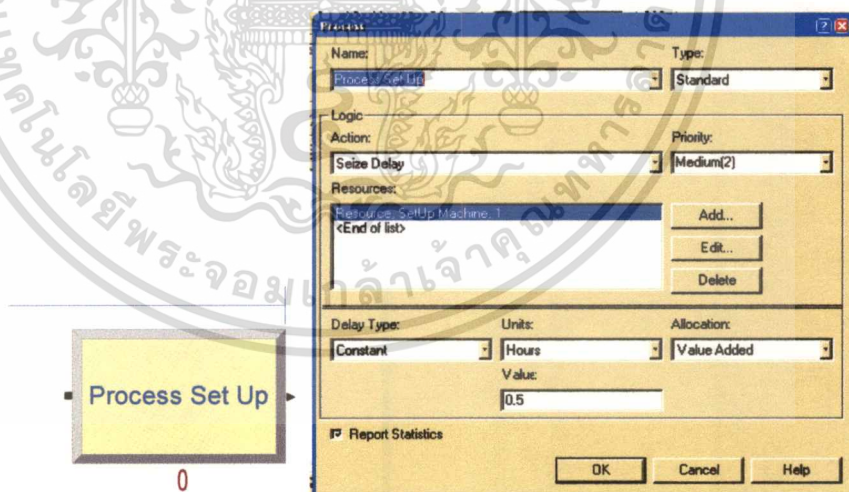 Process
Name:
Type:
Process Set Up
Standard
Logic
Action:
Priority:
Seize Delay
Medium(2)
Resources:
Resource, SetUp Machine, 1
<End of list>
Add...
Edit...
Delete
Delay Type:
Units:
Allocation:
Constant
Hours
Value Added
Value:
0.5
Report Statistics
OK
Cancel
Help
Process Set Up
0